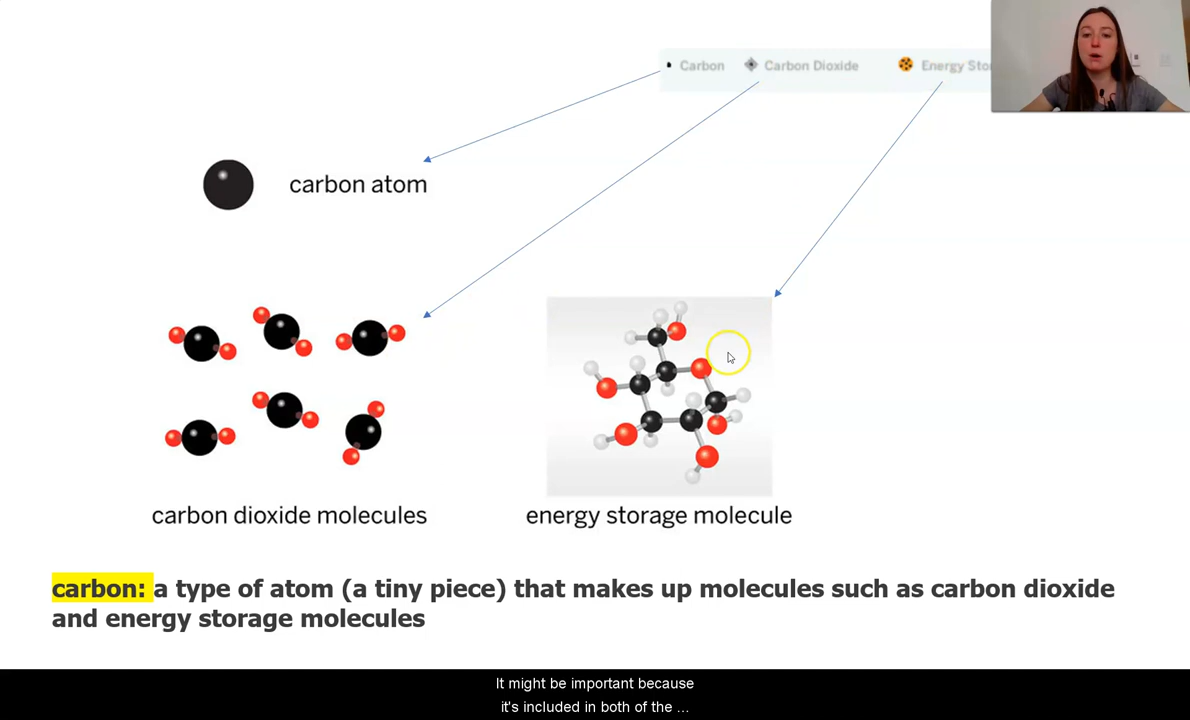 Carbon Carbon Dioxide Energy Stor
carbon atom
carbon dioxide molecules energy storage molecule
carbon: a type of atom (a tiny piece) that makes up molecules such as carbon dioxide
and energy storage molecules
It might be important because
it's included in both of the ...